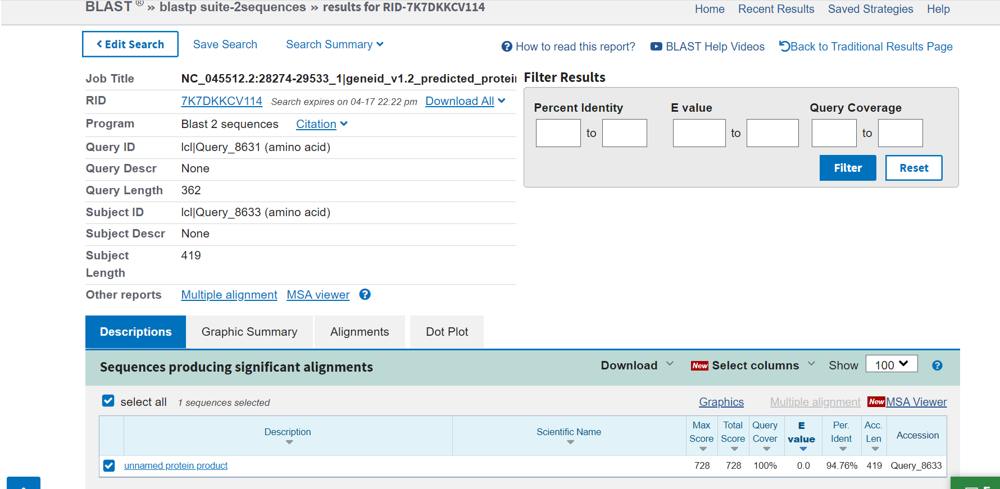 BLAST ® » blastp suite-2sequences » results for RID-7K7DKKCV114
Home Recent Results Saved Strategies Help
Edit Search Save Search Search Summary
How to read this report? BLAST Help Videos Back to Traditional Results Page
Job Title NC_045512.2:28274-29533_1|geneid_v1.2_predicted_protein
RID 7K7DKKCV114 Search expires on 04-17 22:22 pm Download All
Program Blast 2 sequences Citation
Query ID lcl|Query_8631 (amino acid)
Query Descr None
Query Length 362
Subject ID lcl|Query_8633 (amino acid)
Subject Descr None
Subject Length 419
Other reports Multiple alignment MSA viewer ?
Filter Results
Percent Identity E value Query Coverage
to to to
Filter Reset
Descriptions Graphic Summary Alignments Dot Plot
Sequences producing significant alignments Download New Select columns Show 100 ?
select all 1 sequences selected Graphics Multiple alignment New MSA Viewer
Description Scientific Name Max Score Total Score Query Cover E value Per. Ident Acc. Len Accession
unnamed protein product 728 728 100% 0.0 94.76% 419 Query_8633